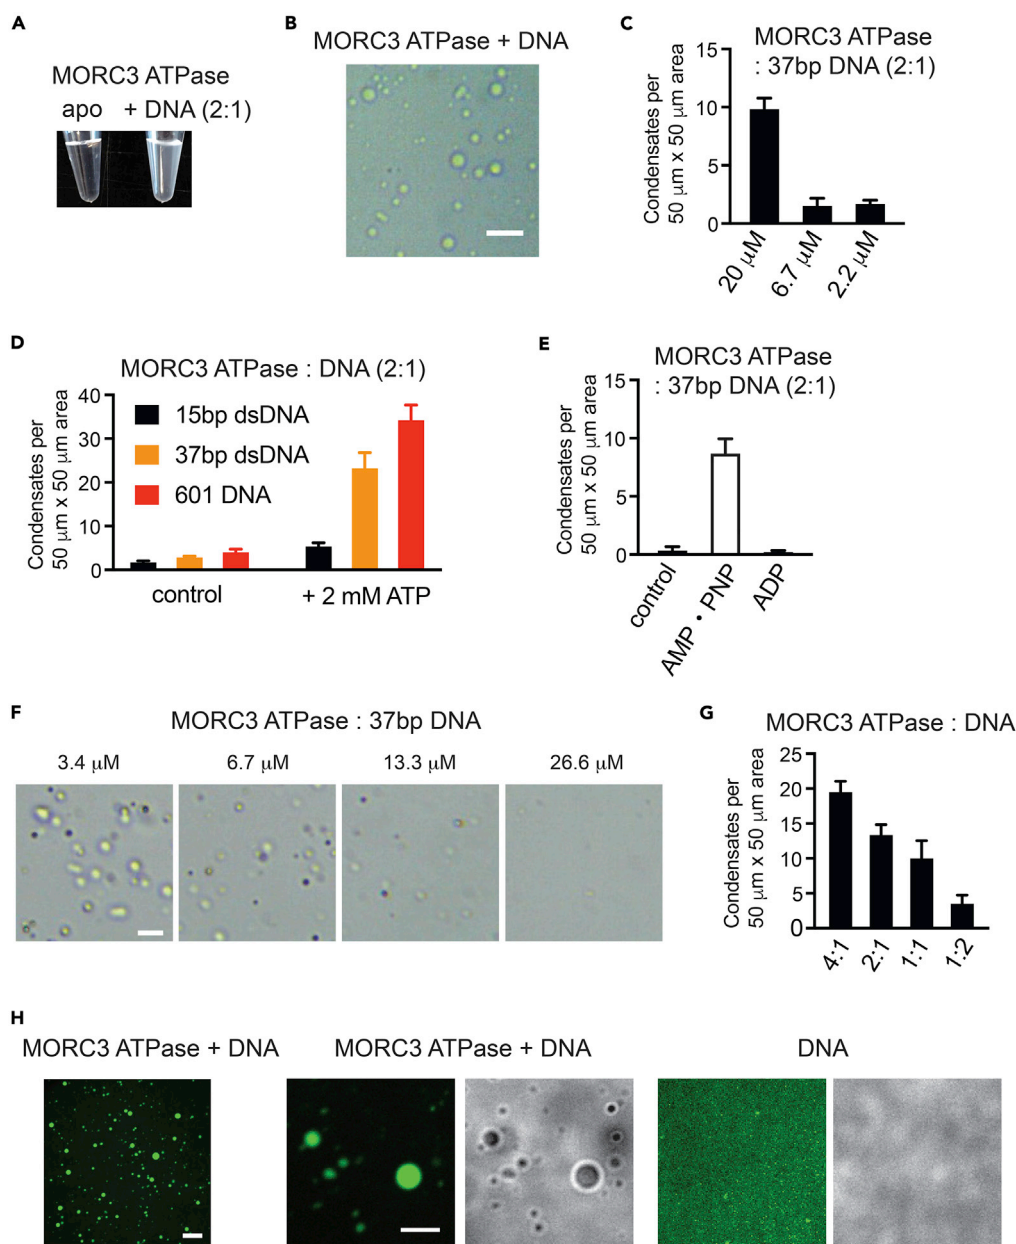 A
MORC3 ATPase
apo + DNA (2:1)
B
MORC3 ATPase + DNA
C
MORC3 ATPase
: 37bp DNA (2:1)
Condensates per
50 μm x 50 μm area
15
10
5
0
20 μM
6.7 μM
2.2 μM
D
MORC3 ATPase : DNA (2:1)
Condensates per
50 μm x 50 μm area
40
30
20
10
0
15bp dsDNA
37bp dsDNA
601 DNA
control
+ 2 mM ATP
E
MORC3 ATPase
: 37bp DNA (2:1)
Condensates per
50 μm x 50 μm area
15
10
5
0
control
AMP • PNP
ADP
F
MORC3 ATPase : 37bp DNA
3.4 μM
6.7 μM
13.3 μM
26.6 μM
G
MORC3 ATPase : DNA
Condensates per
50 μm x 50 μm area
25
20
15
10
5
0
4:1
2:1
1:1
1:2
H
MORC3 ATPase + DNA
MORC3 ATPase + DNA
DNA